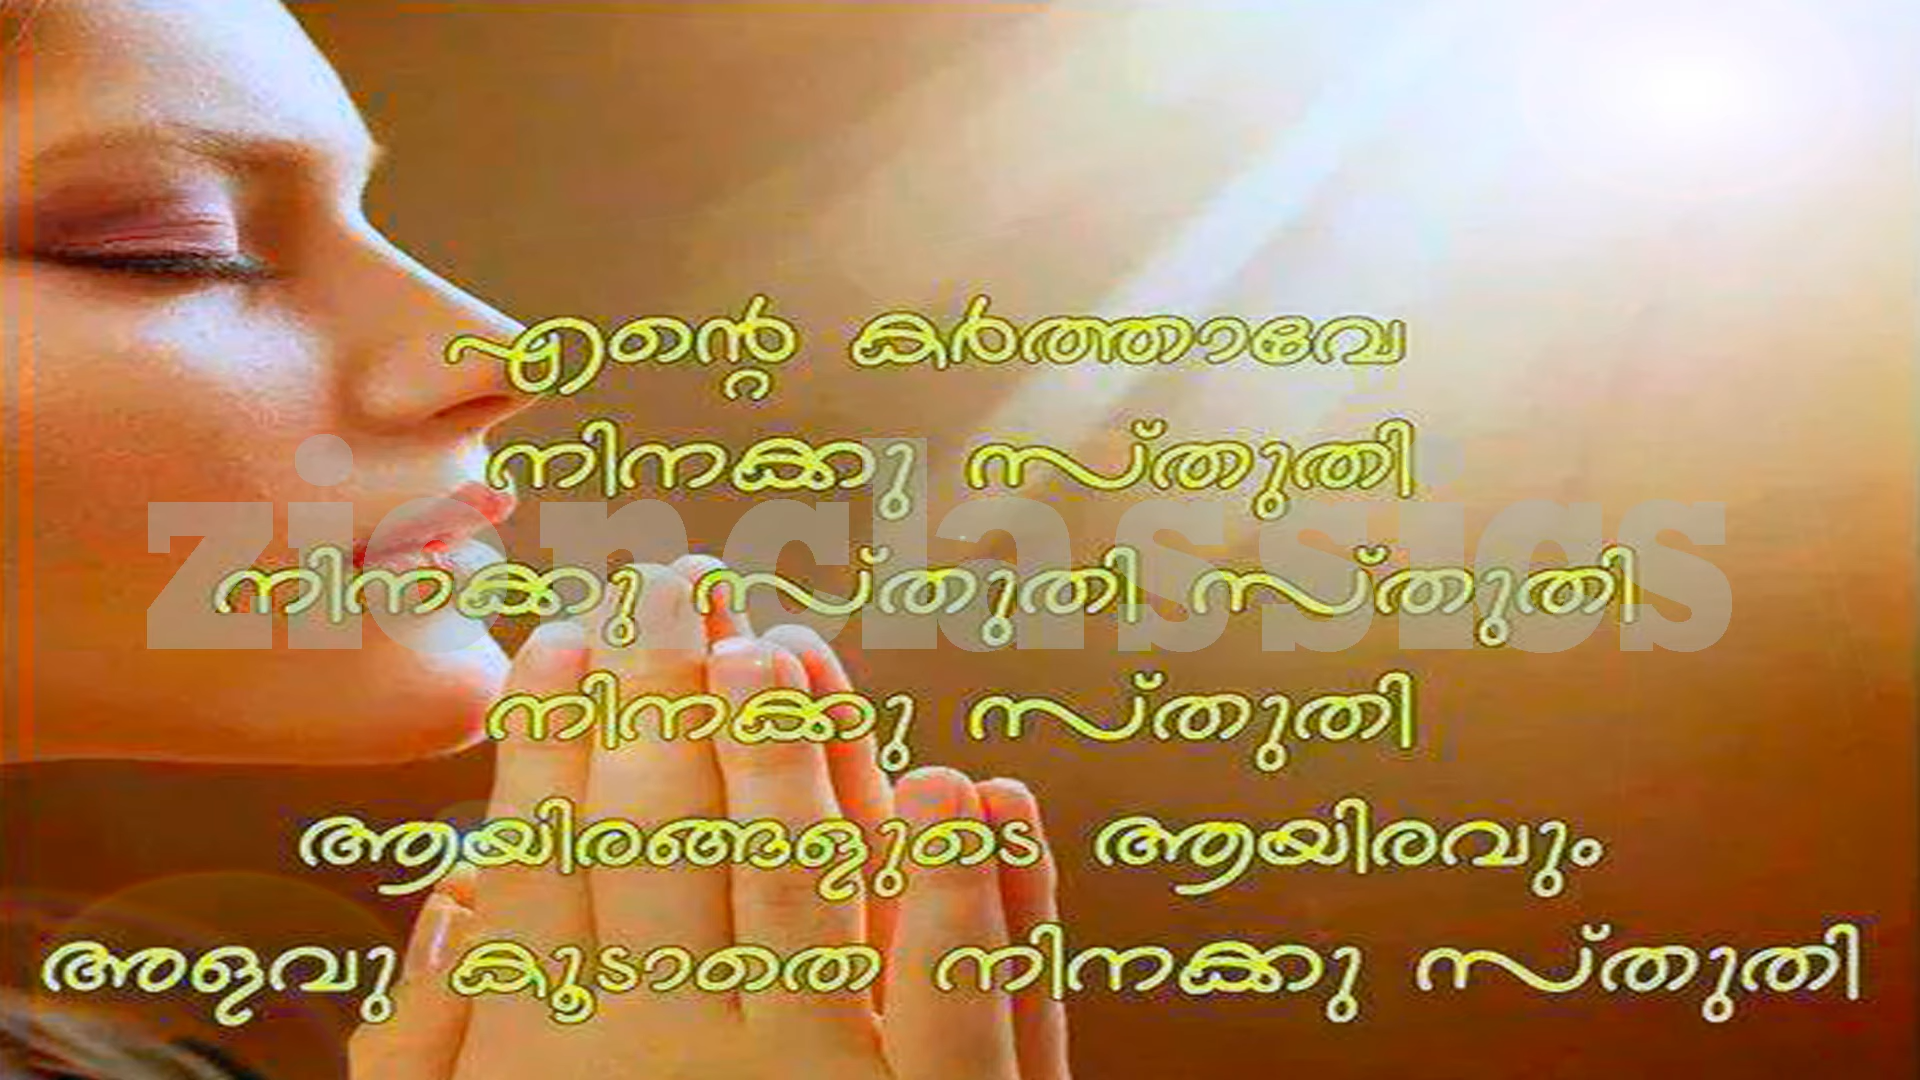 എന്റെ കർത്താവേ
നിനക്കു സ്തുതി
zionclassics
നിനക്കു സ്തുതി സ്തുതി
നിനക്കു സ്തുതി
ആയിരങ്ങളുടെ ആയിരവും
അളവു കൂടാതെ നിനക്കു സ്തുതി